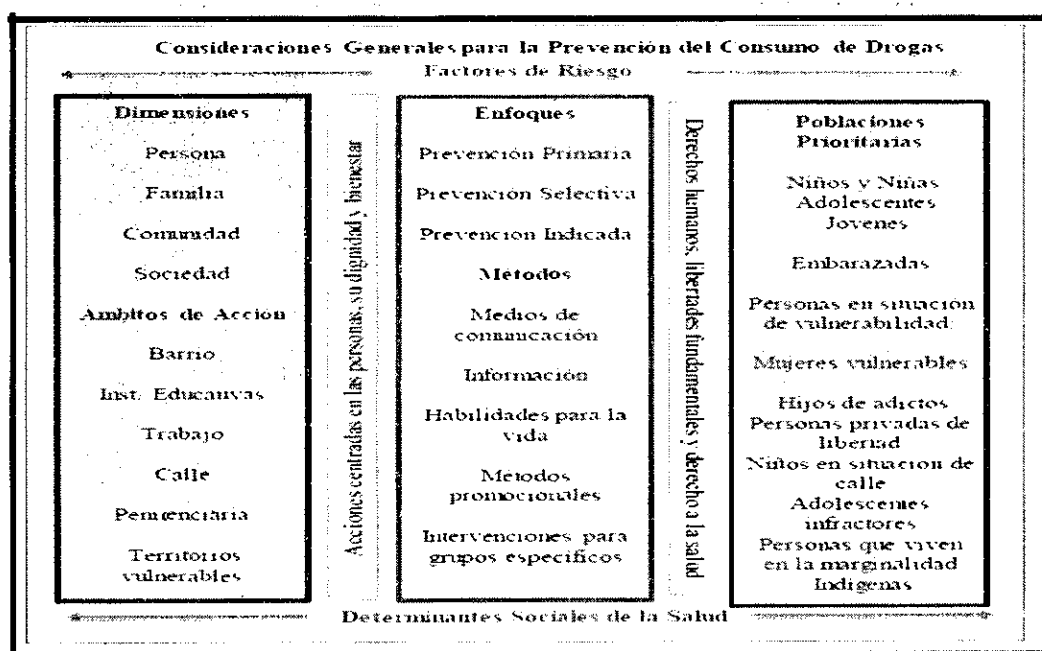 Consideraciones Generales para la Prevención del Consumo de Drogas
Factores de Riesgo
Dimensiones
Persona
Familia
Comunidad
Sociedad
Ambitos de Acción
Barrio
Inst. Educativas
Trabajo
Calle
Penitenciaria
Territorios
vulnerables
Acciones centradas en las personas, su dignidad y bienestar
Enfoques
Prevención Primaria
Prevención Selectiva
Prevención Indicada
Métodos
Medios de
comunicación
Información
Habilidades para la
vida
Métodos
promocionales
Intervenciones para
grupos específicos
Derechos humanos, libertades fundamentales y derecho a la salud
Poblaciones
Prioritarias
Niños y Niñas
Adolescentes
Jovenes
Embarazadas
Personas en situación
de vulnerabilidad
Mujeres vulnerables
Hijos de adictos
Personas privadas de
libertad
Niños en situación de
calle
Adolescentes
infractores
Personas que viven
en la marginalidad
Indigenas
Determinantes Sociales de la Salud